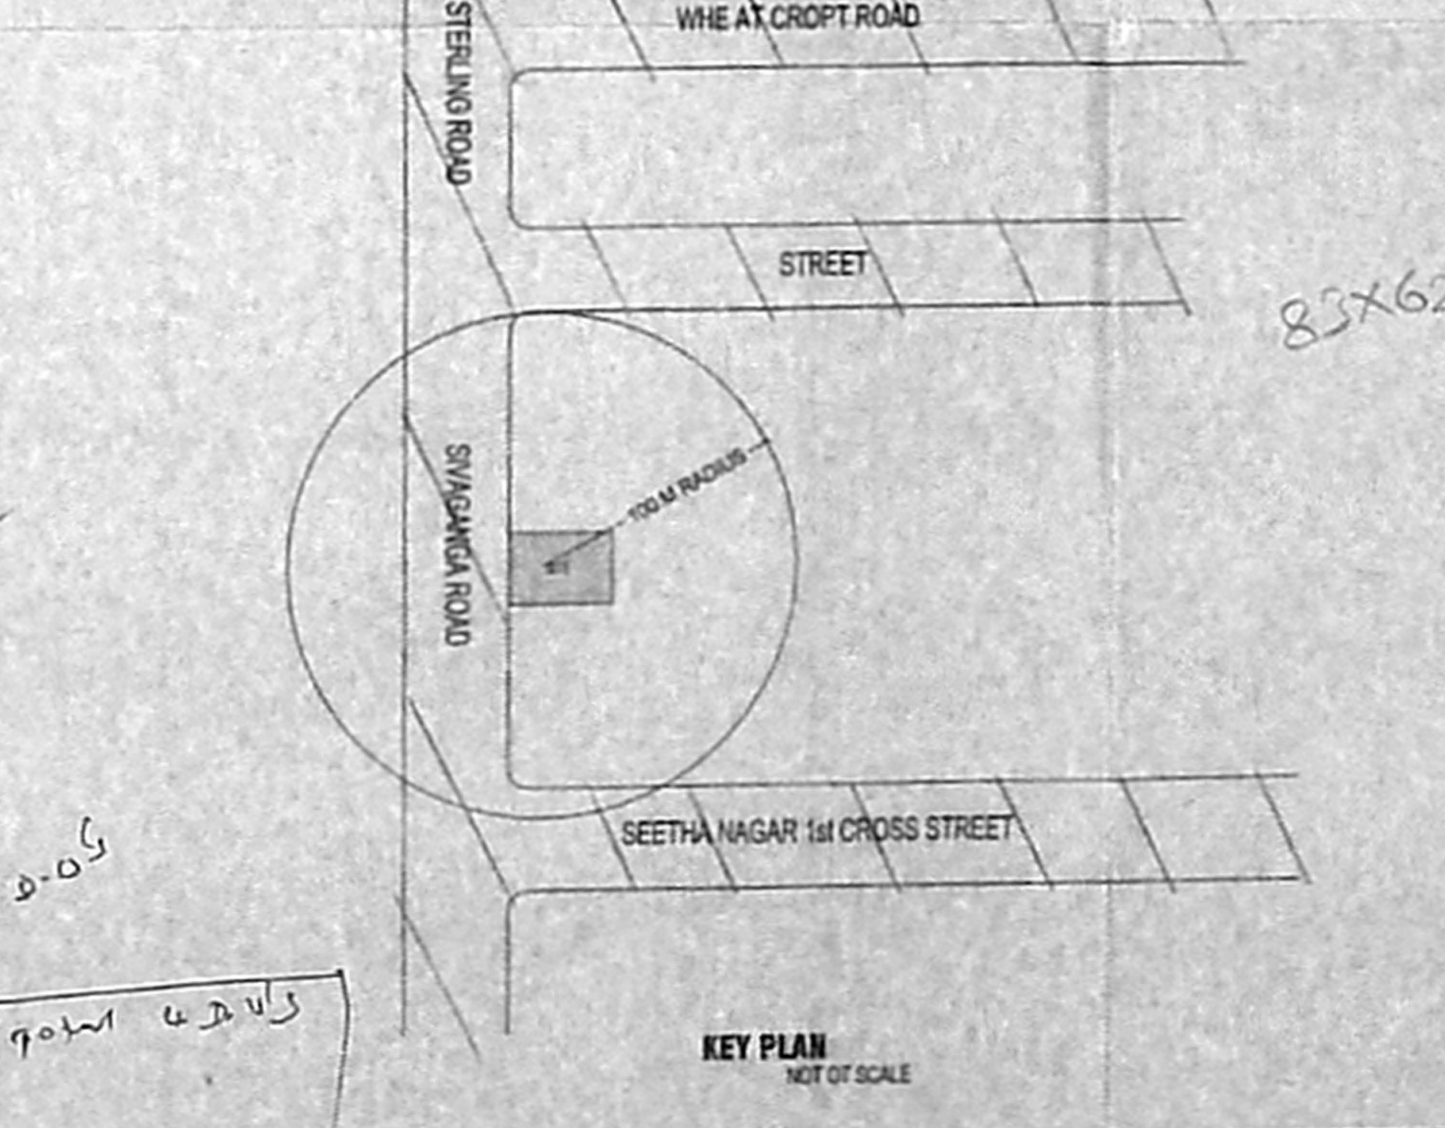 WHE AT CROPT ROAD
STERLING ROAD
STREET
83X62
100 M RADIUS
SIVAGANGA ROAD
SEETHA NAGAR 1st CROSS STREET
KEY PLAN
NOT OT SCALE